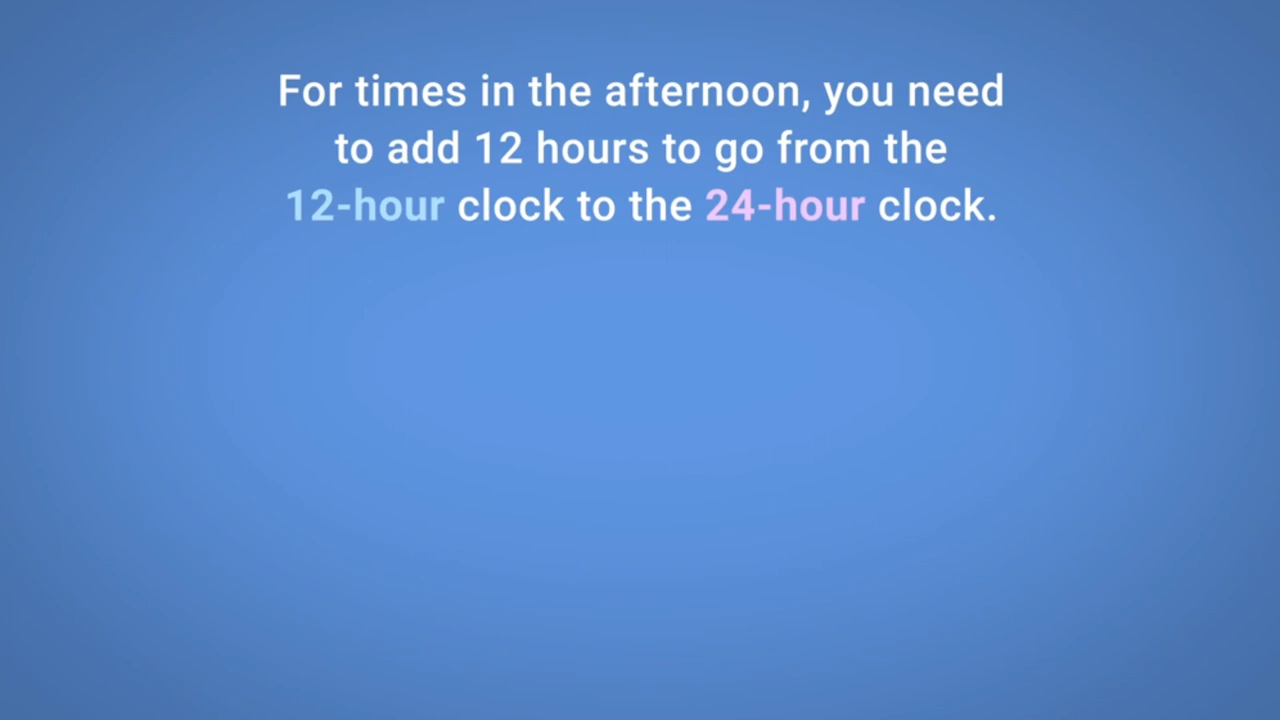 For times in the afternoon, you need
to add 12 hours to go from the
12-hour clock to the 24-hour clock.